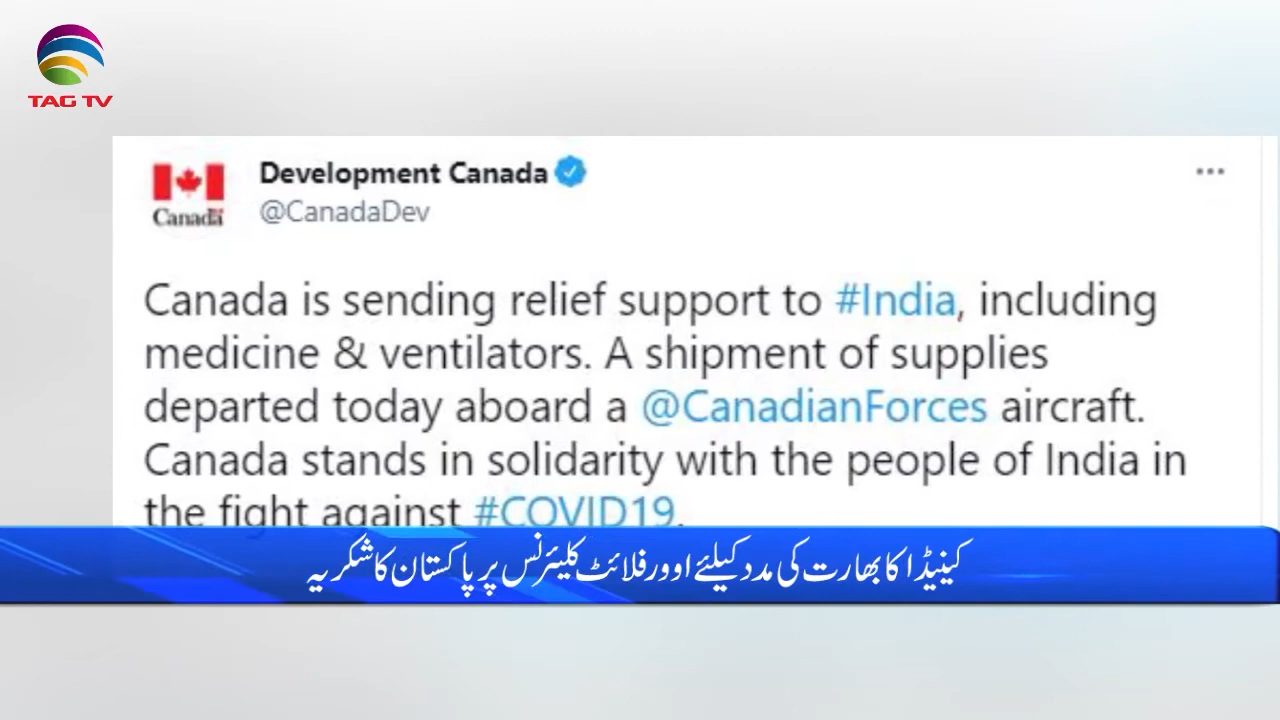 TAG TV
Development Canada
Canada
@CanadaDev
Canada is sending relief support to #India, including
medicine & ventilators. A shipment of supplies
departed today aboard a @CanadianForces aircraft.
Canada stands in solidarity with the people of India in
the fight against #COVID19.
کینیڈا کا بھارت کی مدد کیلئے اوور فلائٹ کلیئرنس پر پاکستان کا شکریہ